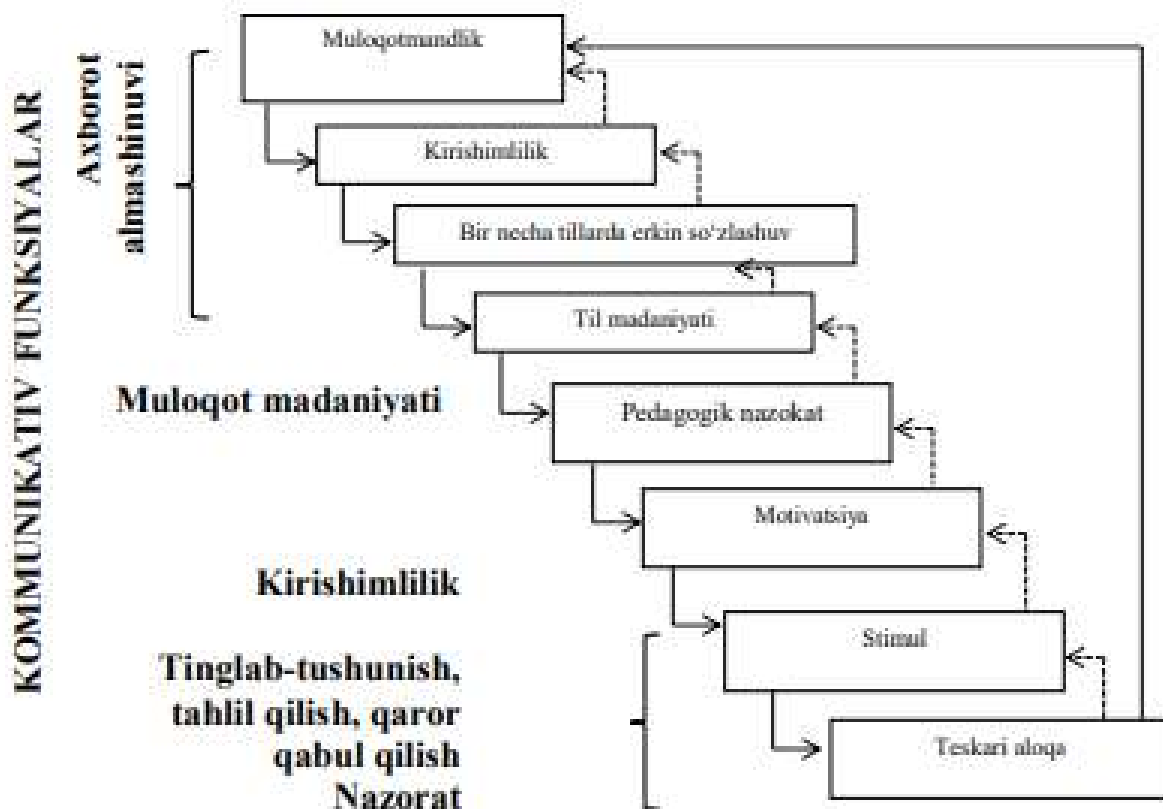 KOMMUNIKATIV FUNKSIYALAR
Axborot
almashinuvi
Muloqotmandlik
Kirishimlilik
Bir necha tillarda erkin so‘zlashuv
Til madaniyati
Muloqot madaniyati
Pedagogik nazokat
Motivatsiya
Kirishimlilik
Stimul
Tinglab-tushunish,
tahlil qilish, qaror
qabul qilish
Nazorat
Teskari aloqa